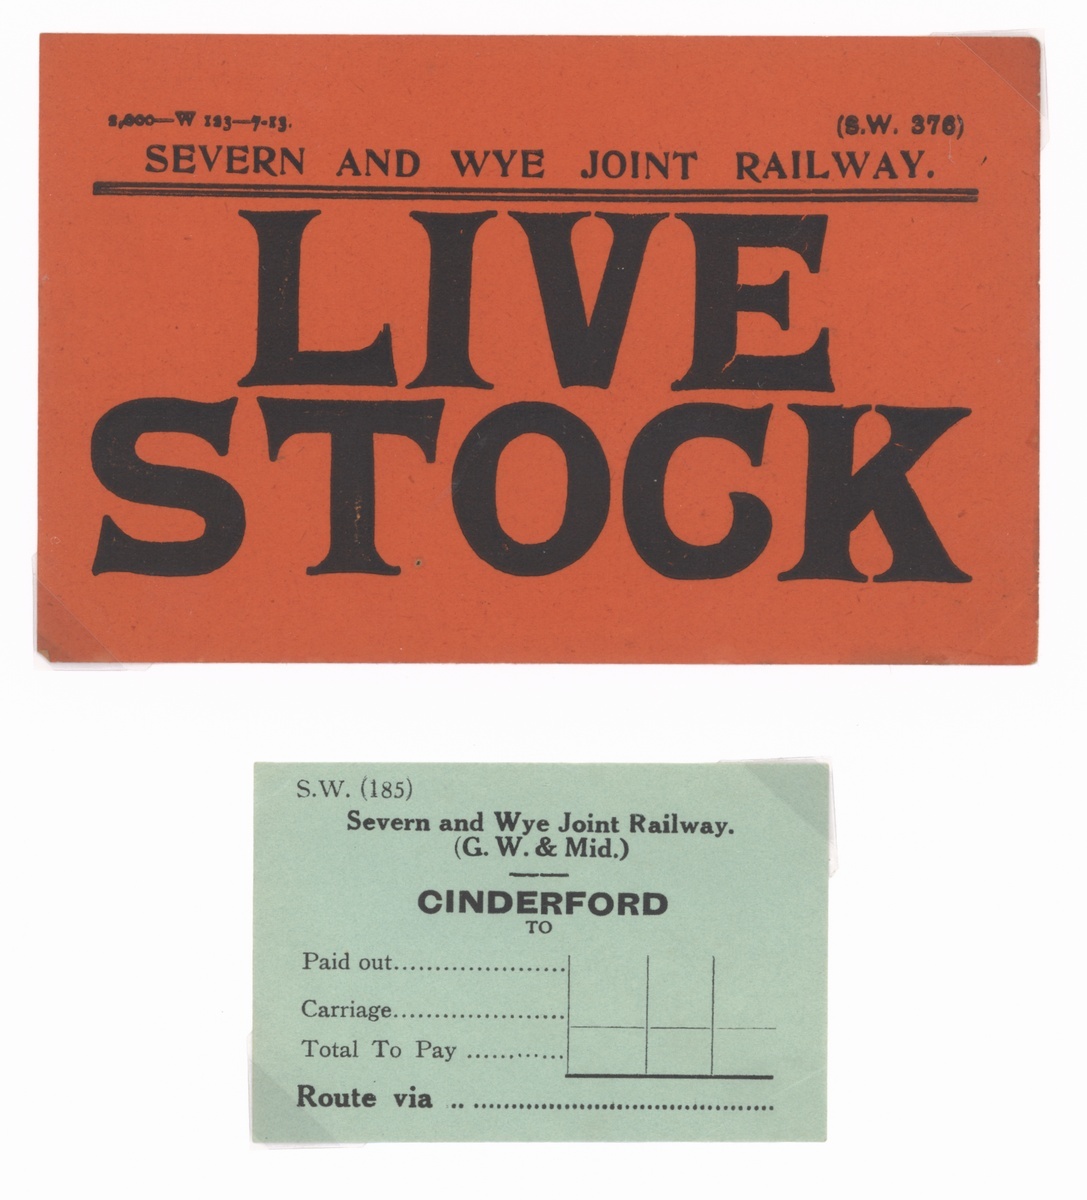 2,000—W 123—7-13.
(S.W. 376)
SEVERN AND WYE JOINT RAILWAY.
LIVE
STOCK
S.W. (185)
Severn and Wye Joint Railway.
(G. W. & Mid.)
CINDERFORD
TO
Paid out
Carriage
Total To Pay
Route via